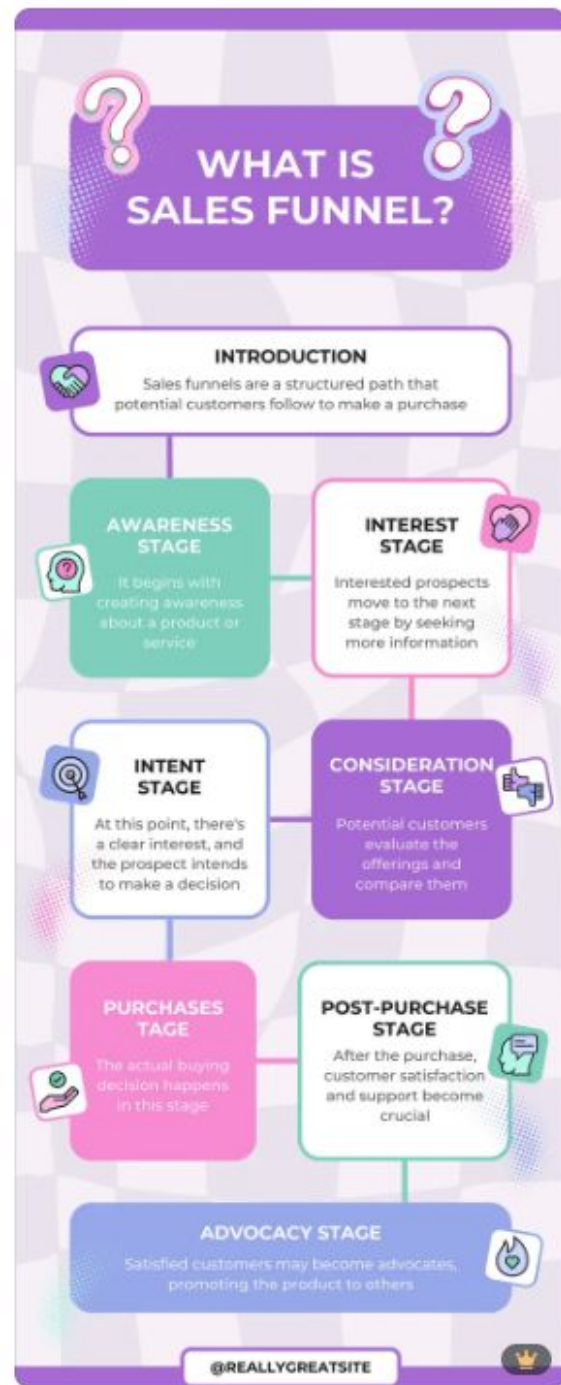 WHAT IS
SALES FUNNEL?
INTRODUCTION
Sales funnels are a structured path that
potential customers follow to make a purchase
AWARENESS
STAGE
It begins with
creating awareness
about a product or
service
INTEREST
STAGE
Interested prospects
move to the next
stage by seeking
more information
CONSIDERATION
STAGE
Potential customers
evaluate the
offerings and
compare them
INTENT
STAGE
At this point, there's
a clear interest, and
the prospect intends
to make a decision
PURCHASES
TAGE
The actual buying
decision happens
in this stage
POST-PURCHASE
STAGE
After the purchase,
customer satisfaction
and support become
crucial
ADVOCACY STAGE
Satisfied customers may become advocates,
promoting the product to others
@REALLYGREATSITE